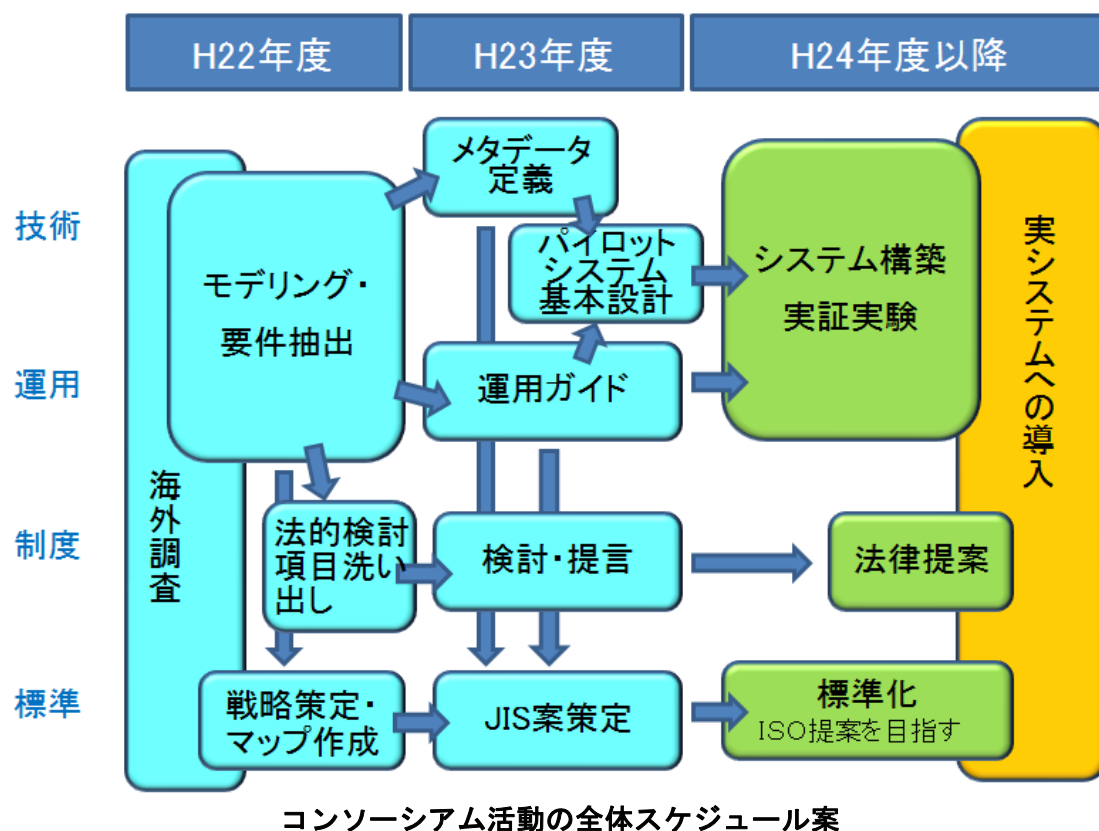 H22年度
H23年度
H24年度以降
技術
運用
制度
標準
海外調査
モデリング・
要件抽出
法的検討
項目洗い
出し
戦略策定・
マップ作成
メタデータ
定義
パイロット
システム
基本設計
運用ガイド
検討・提言
JIS案策定
システム構築
実証実験
法律提案
標準化
ISO提案を目指す
実システムへの導入
コンソーシアム活動の全体スケジュール案